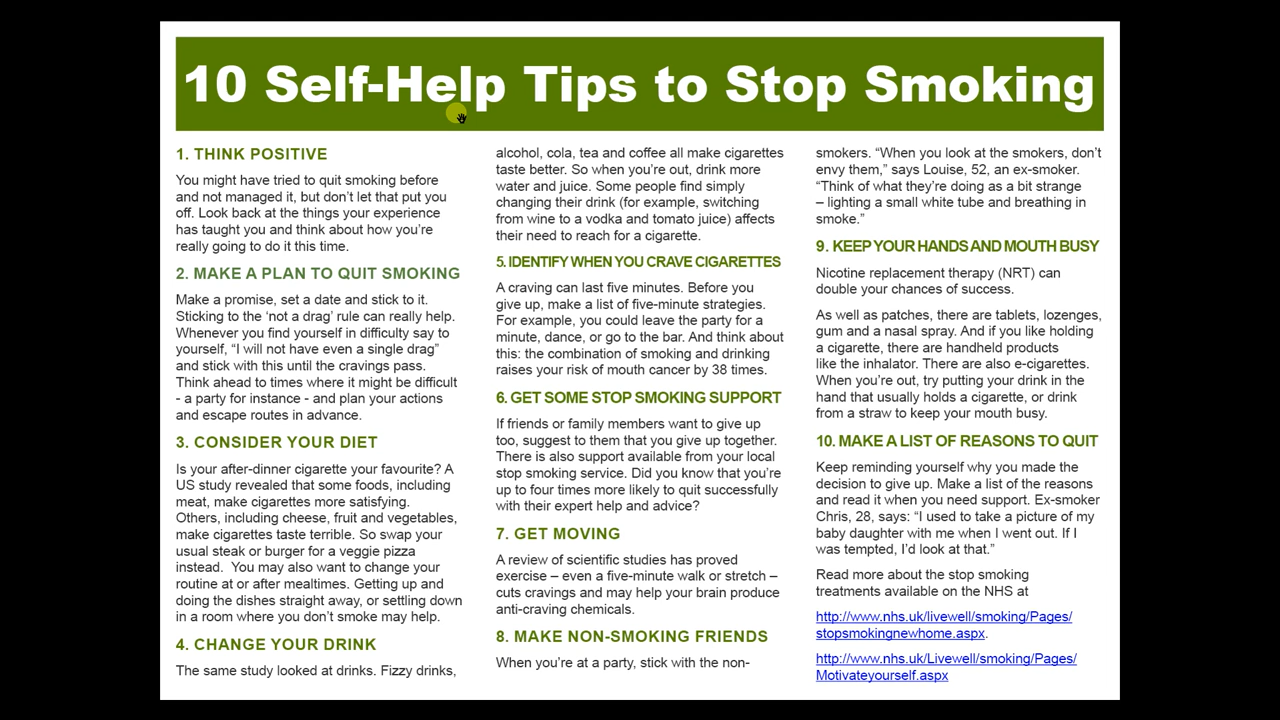 10 Self-Help Tips to Stop Smoking
1. THINK POSITIVE
You might have tried to quit smoking before
and not managed it, but don’t let that put you
off. Look back at the things your experience
has taught you and think about how you’re
really going to do it this time.
2. MAKE A PLAN TO QUIT SMOKING
Make a promise, set a date and stick to it.
Sticking to the ‘not a drag’ rule can really help.
Whenever you find yourself in difficulty say to
yourself, “I will not have even a single drag”
and stick with this until the cravings pass.
Think ahead to times where it might be difficult
- a party for instance - and plan your actions
and escape routes in advance.
3. CONSIDER YOUR DIET
Is your after-dinner cigarette your favourite? A
US study revealed that some foods, including
meat, make cigarettes more satisfying.
Others, including cheese, fruit and vegetables,
make cigarettes taste terrible. So swap your
usual steak or burger for a veggie pizza
instead.  You may also want to change your
routine at or after mealtimes. Getting up and
doing the dishes straight away, or settling down
in a room where you don’t smoke may help.
4. CHANGE YOUR DRINK
The same study looked at drinks. Fizzy drinks,
alcohol, cola, tea and coffee all make cigarettes
taste better. So when you’re out, drink more
water and juice. Some people find simply
changing their drink (for example, switching
from wine to a vodka and tomato juice) affects
their need to reach for a cigarette.
5. IDENTIFY WHEN YOU CRAVE CIGARETTES
A craving can last five minutes. Before you
give up, make a list of five-minute strategies.
For example, you could leave the party for a
minute, dance, or go to the bar. And think about
this: the combination of smoking and drinking
raises your risk of mouth cancer by 38 times.
6. GET SOME STOP SMOKING SUPPORT
If friends or family members want to give up
too, suggest to them that you give up together.
There is also support available from your local
stop smoking service. Did you know that you’re
up to four times more likely to quit successfully
with their expert help and advice?
7. GET MOVING
A review of scientific studies has proved
exercise – even a five-minute walk or stretch –
cuts cravings and may help your brain produce
anti-craving chemicals.
8. MAKE NON-SMOKING FRIENDS
When you’re at a party, stick with the non-
smokers. “When you look at the smokers, don’t
envy them,” says Louise, 52, an ex-smoker.
“Think of what they’re doing as a bit strange
– lighting a small white tube and breathing in
smoke.”
9. KEEP YOUR HANDS AND MOUTH BUSY
Nicotine replacement therapy (NRT) can
double your chances of success.
As well as patches, there are tablets, lozenges,
gum and a nasal spray. And if you like holding
a cigarette, there are handheld products
like the inhalator. There are also e-cigarettes.
When you’re out, try putting your drink in the
hand that usually holds a cigarette, or drink
from a straw to keep your mouth busy.
10. MAKE A LIST OF REASONS TO QUIT
Keep reminding yourself why you made the
decision to give up. Make a list of the reasons
and read it when you need support. Ex-smoker
Chris, 28, says: “I used to take a picture of my
baby daughter with me when I went out. If I
was tempted, I’d look at that.”
Read more about the stop smoking
treatments available on the NHS at
http://www.nhs.uk/livewell/smoking/Pages/
stopsmokingnewhome.aspx.
http://www.nhs.uk/Livewell/smoking/Pages/
Motivateyourself.aspx